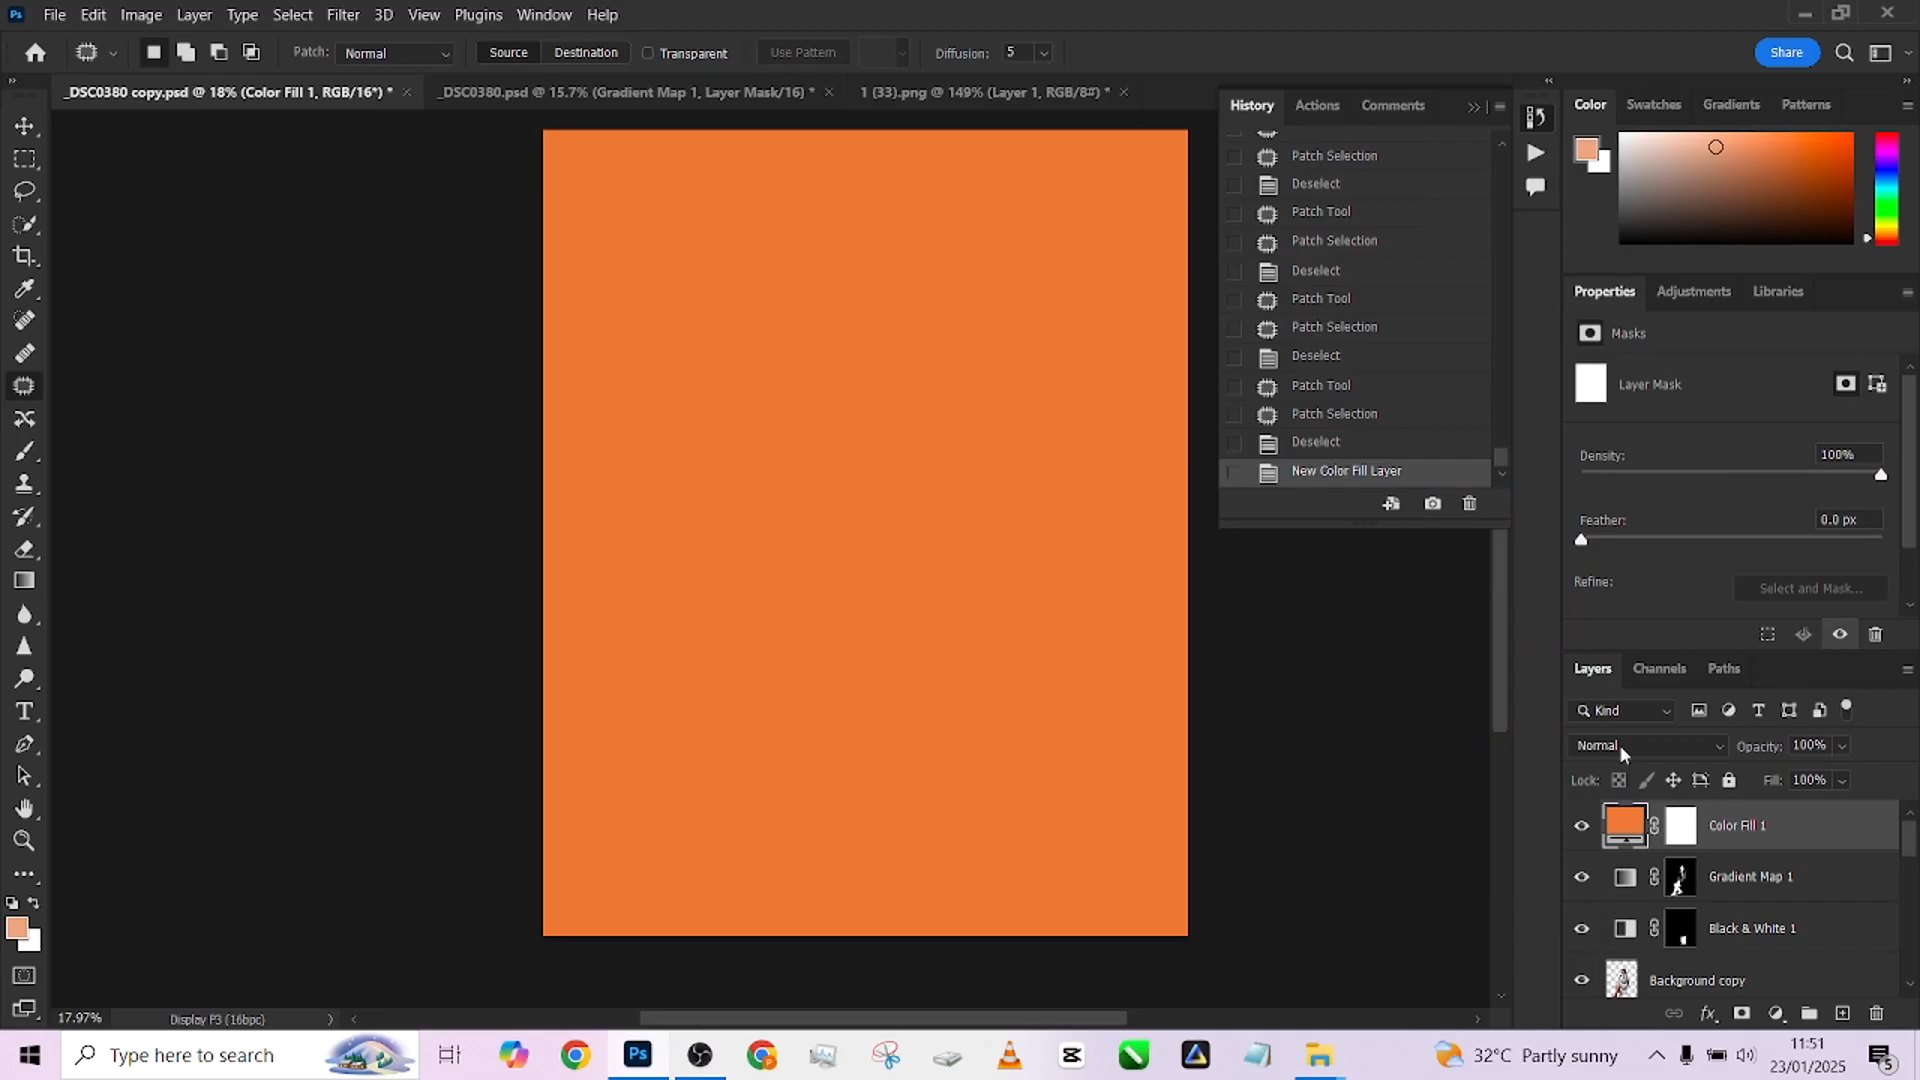 File Edit Image Layer Type Select Filter 3D View Plugins Window Help
Patch: Normal Source Destination Transparent Use Pattern Diffusion: 5 Share
_DSC0380 copy.psd @ 18% (Color Fill 1, RGB/16*) * _DSC0380.psd @ 15.7% (Gradient Map 1, Layer Mask/16) * 1 (33).png @ 149% (Layer 1, RGB/8#) *
History Actions Comments
Patch Selection
Deselect
Patch Tool
Patch Selection
Deselect
Patch Tool
Patch Selection
Deselect
Patch Tool
Patch Selection
Deselect
New Color Fill Layer
Color Swatches Gradients Patterns
Properties Adjustments Libraries
Masks
Layer Mask
Density: 100%
Feather: 0.0 px
Refine: Select and Mask...
Layers Channels Paths
Kind
Normal Opacity: 100%
Lock: Fill: 100%
Color Fill 1
Gradient Map 1
Black & White 1
Background copy
17.97% Display P3 (16bpc)
Type here to search
Ps
32°C Partly sunny
11:51
23/01/2025
5